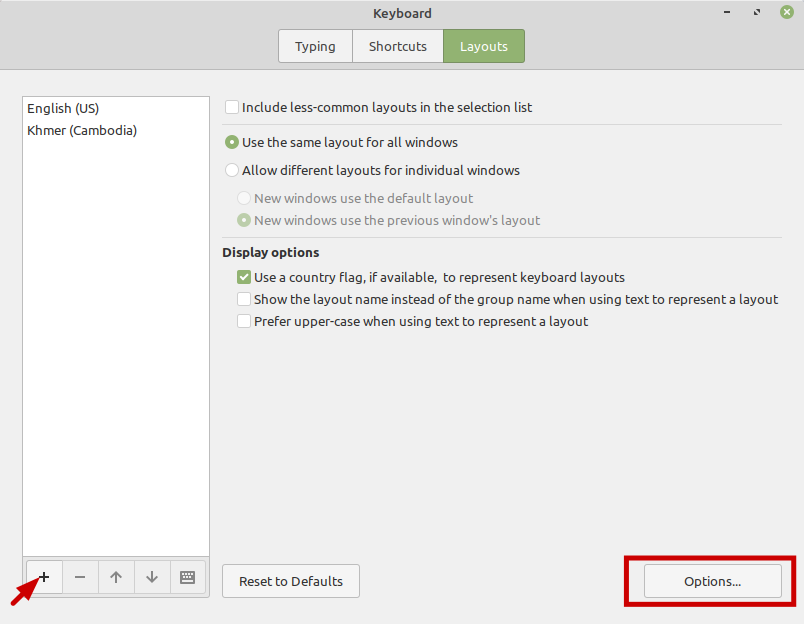 Keyboard
Typing
Shortcuts
Layouts
English (US)
Khmer (Cambodia)
Include less-common layouts in the selection list
Use the same layout for all windows
Allow different layouts for individual windows
New windows use the default layout
New windows use the previous window's layout
Display options
Use a country flag, if available,  to represent keyboard layouts
Show the layout name instead of the group name when using text to represent a layout
Prefer upper-case when using text to represent a layout
Reset to Defaults
Options...